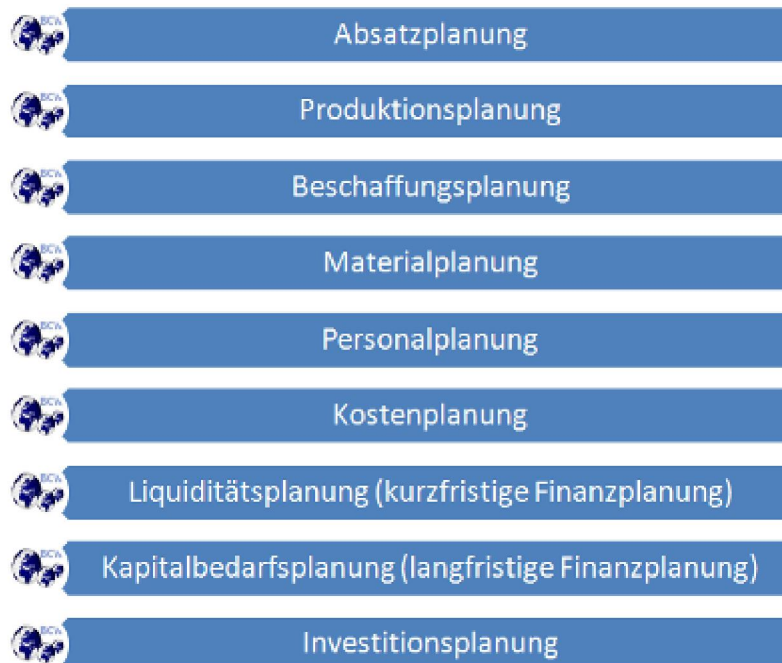 Absatzplanung
Produktionsplanung
Beschaffungsplanung
Materialplanung
Personalplanung
Kostenplanung
Liquiditätsplanung (kurzfristige Finanzplanung)
Kapitalbedarfsplanung (langfristige Finanzplanung)
Investitionsplanung